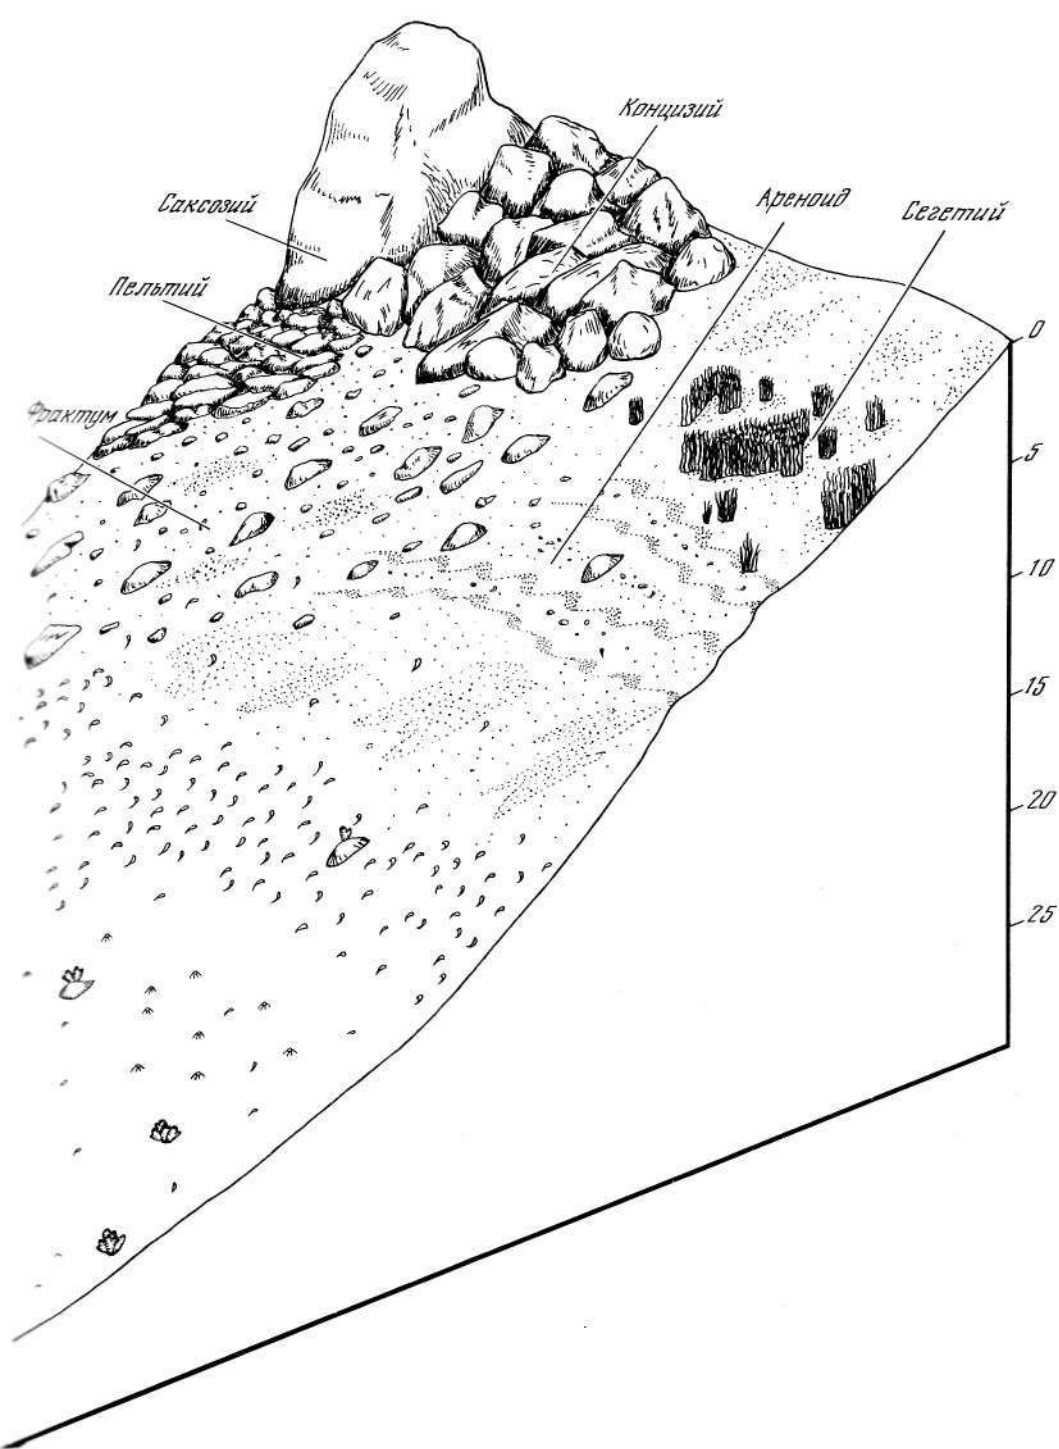 Концизий
Саксозий
Ареноид
Сегетий
Пельтий
0
Фрактум
5
10
15
20
25